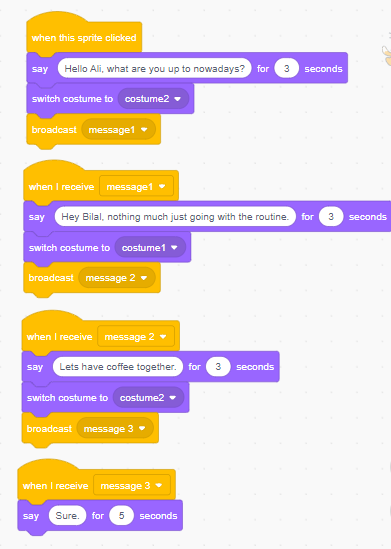 when this sprite clicked
say Hello Ali, what are you up to nowadays? for 3 seconds
switch costume to costume2
broadcast message1
when I receive message1
say Hey Bilal, nothing much just going with the routine. for 3 seconds
switch costume to costume1
broadcast message 2
when I receive message 2
say Lets have coffee together. for 3 seconds
switch costume to costume2
broadcast message 3
when I receive message 3
say Sure. for 5 seconds